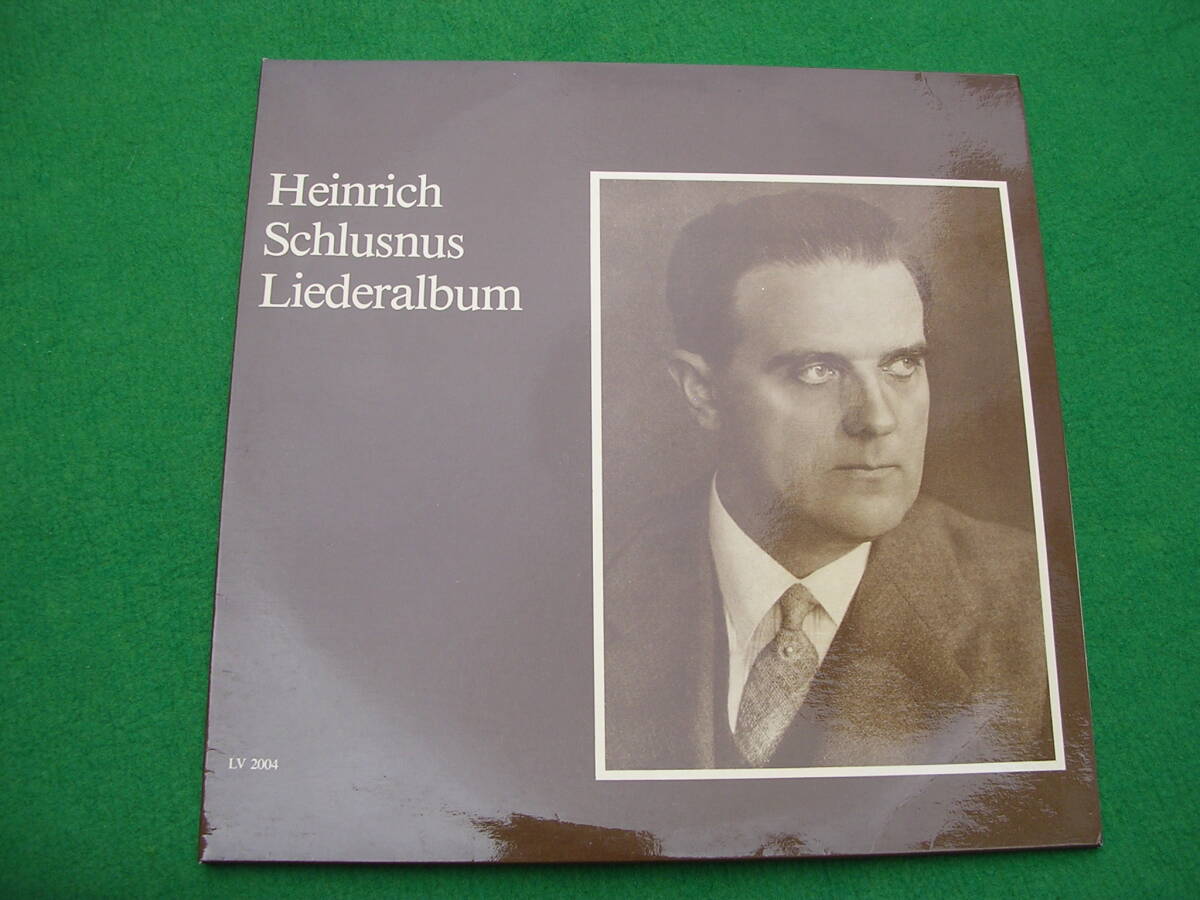 Heinrich
Schlusnus
Liederalbum
LV 2004